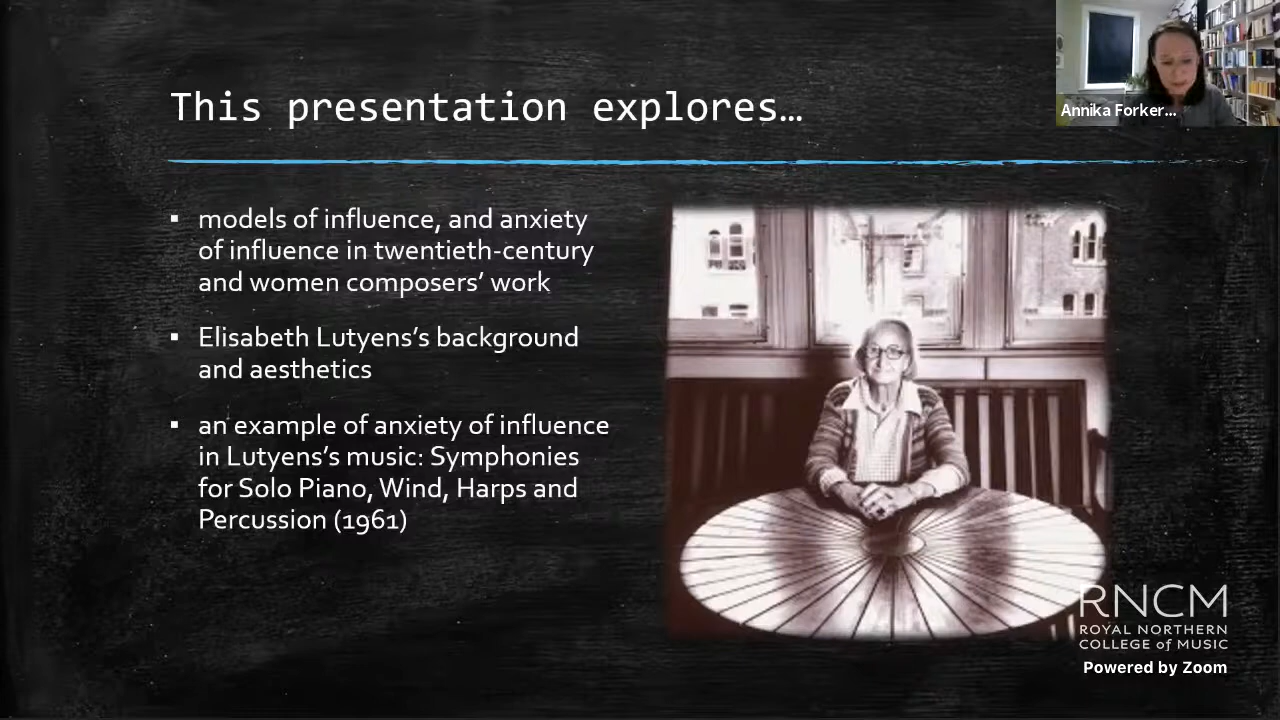 This presentation explores…
Annika Forker...
▪ models of influence, and anxiety
of influence in twentieth-century
and women composers’ work
▪ Elisabeth Lutyens’s background
and aesthetics
▪ an example of anxiety of influence
in Lutyens’s music: Symphonies
for Solo Piano, Wind, Harps and
Percussion (1961)
RNCM
ROYAL NORTHERN
COLLEGE of MUSIC
Powered by Zoom